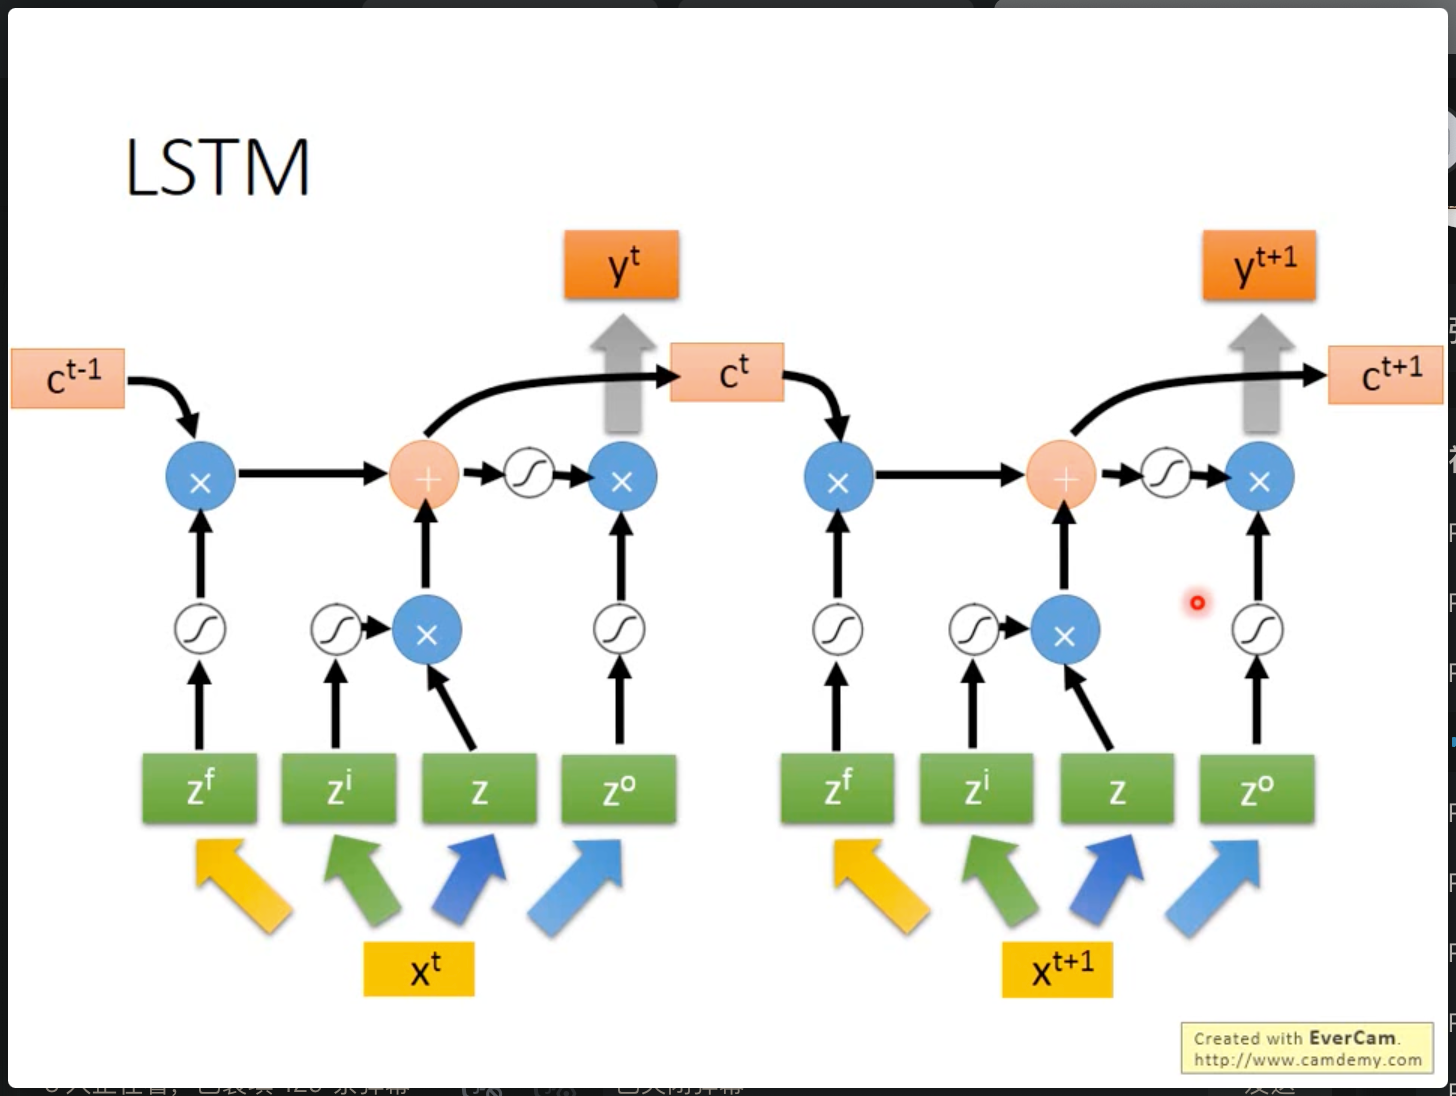 LSTM
y^t
y^t+1
c^t-1
c^t
c^t+1
× + × × + ×
× ×
z^f z^i z z^o z^f z^i z z^o
x^t
x^t+1
Created with EverCam.
http://www.camdemy.com